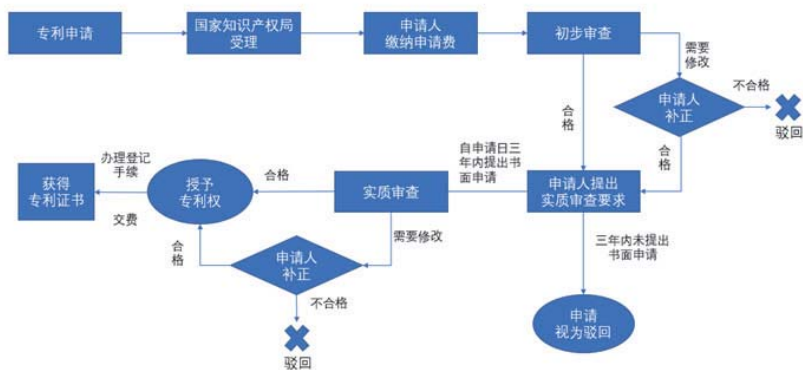 专利申请
国家知识产权局
受理
申请人
缴纳申请费
初步审查
需要
修改
申请人
补正
不合格
驳回
合格
合格
自申请日三
年内提出书
面申请
申请人提出
实质审查要求
实质审查
合格
授予
专利权
办理登记
手续
交费
获得
专利证书
需要修改
申请人
补正
合格
不合格
驳回
三年内未提出
书面申请
申请
视为驳回